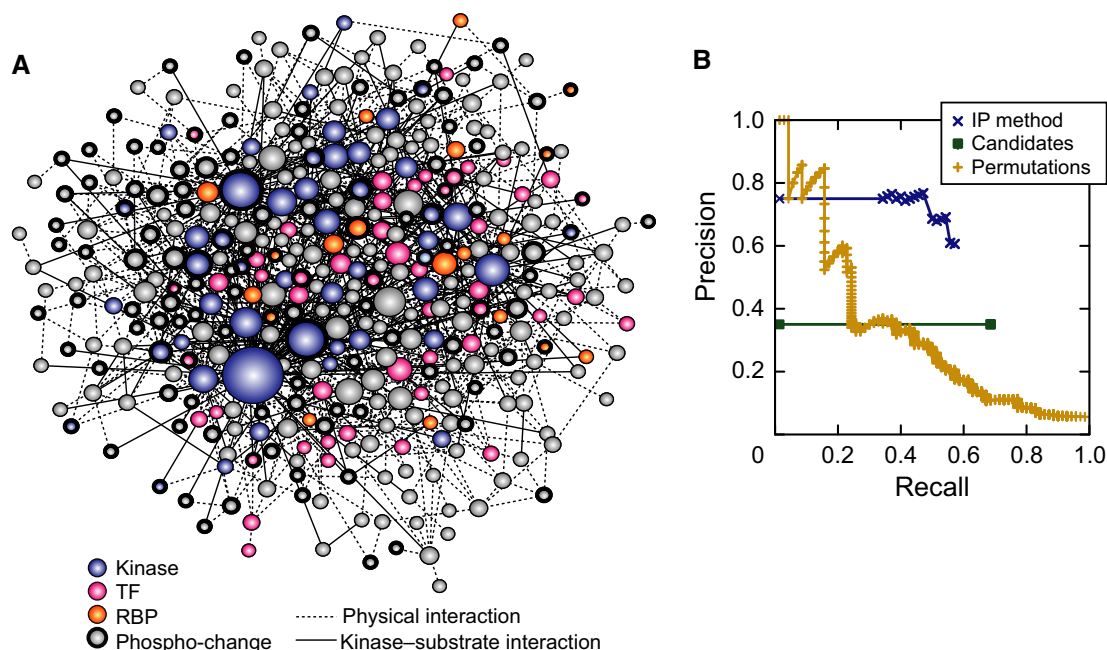 A
Kinase
TF
RBP
Phospho-change
Physical interaction
Kinase–substrate interaction
B
IP method
Candidates
Permutations
1.0
0.8
0.6
0.4
0.2
0
0.2
0.4
0.6
0.8
1.0
Precision
Recall